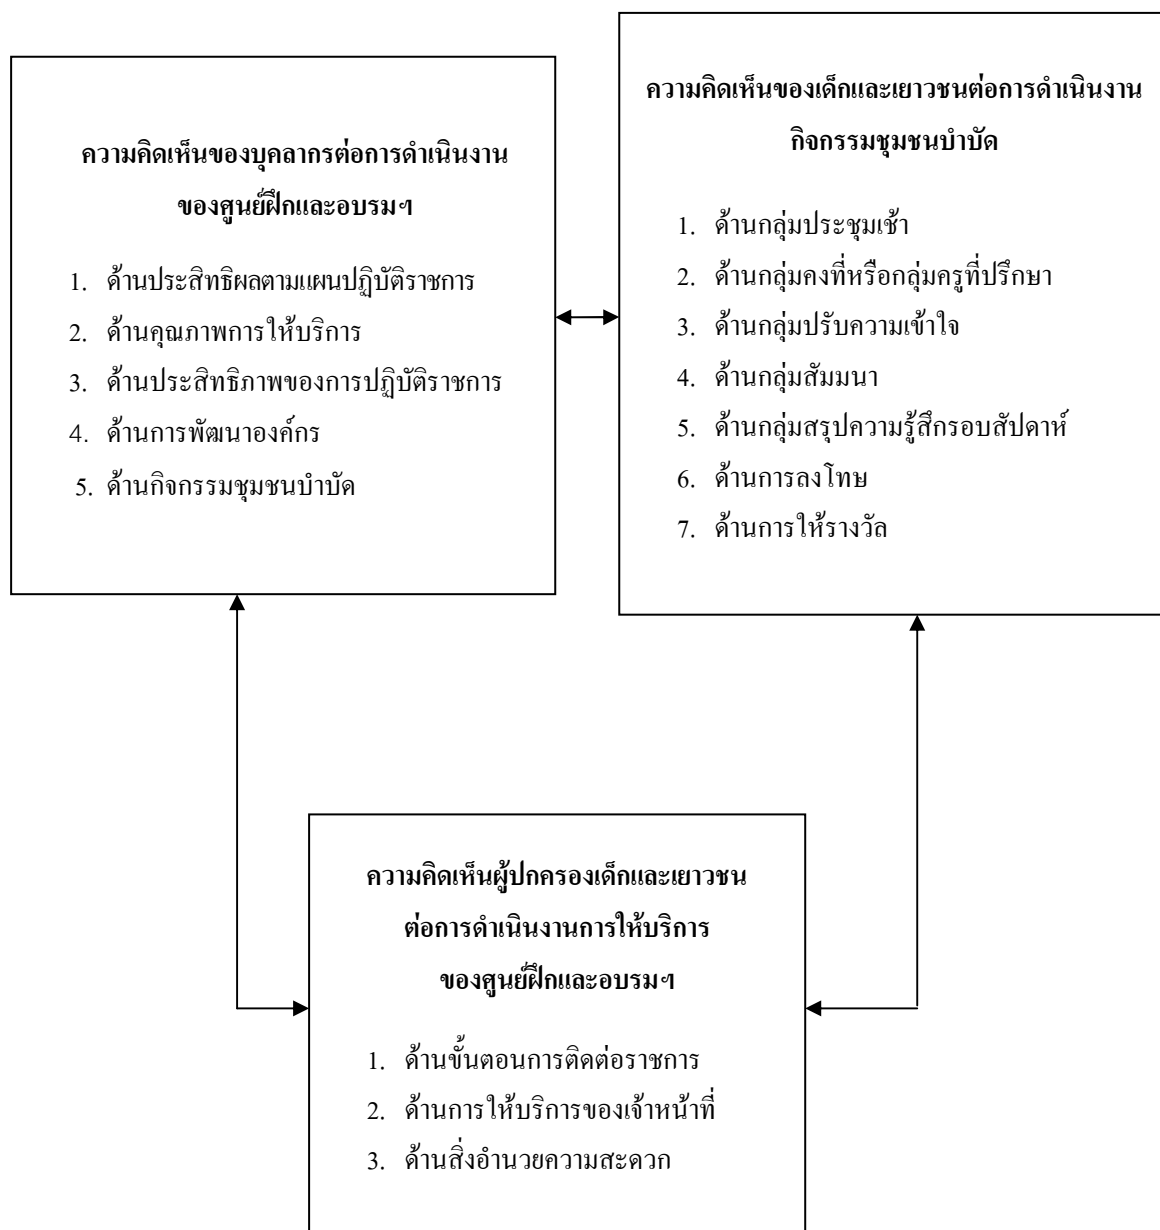 ความคิดเห็นของบุคลากรต่อการดำเนินงาน
ของศูนย์ฝึกและอบรมฯ
1. ด้านประสิทธิผลตามแผนปฏิบัติราชการ
2. ด้านคุณภาพการให้บริการ
3. ด้านประสิทธิภาพของการปฏิบัติราชการ
4. ด้านการพัฒนาองค์กร
5. ด้านกิจกรรมชุมชนบำบัด
ความคิดเห็นของเด็กและเยาวชนต่อการดำเนินงาน
กิจกรรมชุมชนบำบัด
1. ด้านกลุ่มประชุมเช้า
2. ด้านกลุ่มคงที่หรือกลุ่มครูที่ปรึกษา
3. ด้านกลุ่มปรับความเข้าใจ
4. ด้านกลุ่มสัมมนา
5. ด้านกลุ่มสรุปความรู้สึกรอบสัปดาห์
6. ด้านการลงโทษ
7. ด้านการให้รางวัล
ความคิดเห็นผู้ปกครองเด็กและเยาวชน
ต่อการดำเนินงานการให้บริการ
ของศูนย์ฝึกและอบรมฯ
1. ด้านขั้นตอนการติดต่อราชการ
2. ด้านการให้บริการของเจ้าหน้าที่
3. ด้านสิ่งอำนวยความสะดวก